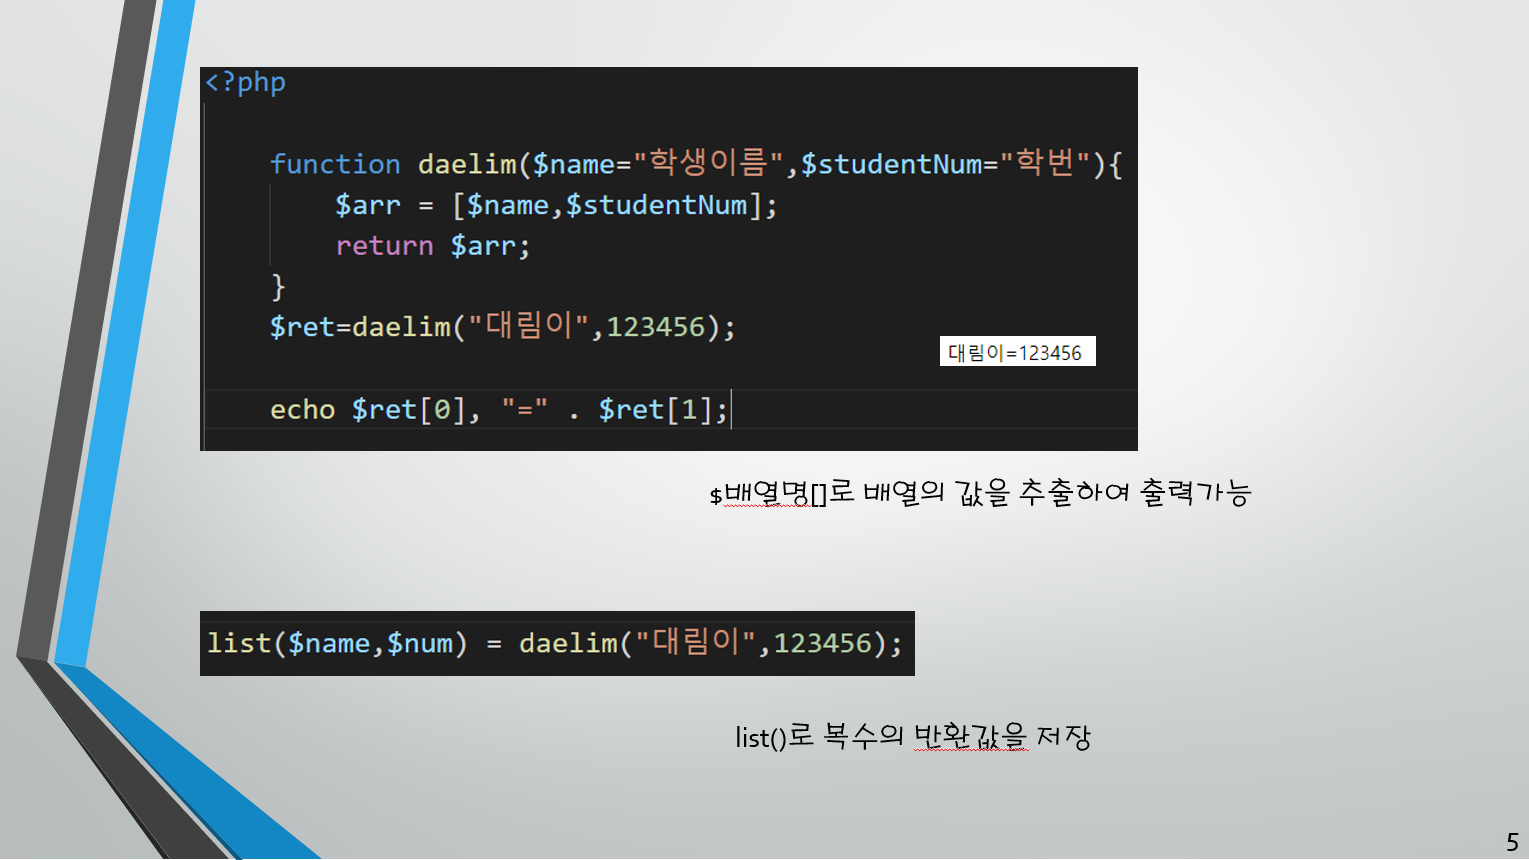 <?php
function daelim($name="학생이름",$studentNum="학번"){
$arr = [$name,$studentNum];
return $arr;
}
$ret=daelim("대림이",123456);
대림이=123456
echo $ret[0], "=" . $ret[1];
$배열명[]로 배열의 값을 추출하여 출력가능
list($name,$num) = daelim("대림이",123456);
list()로 복수의 반환값을 저장
5